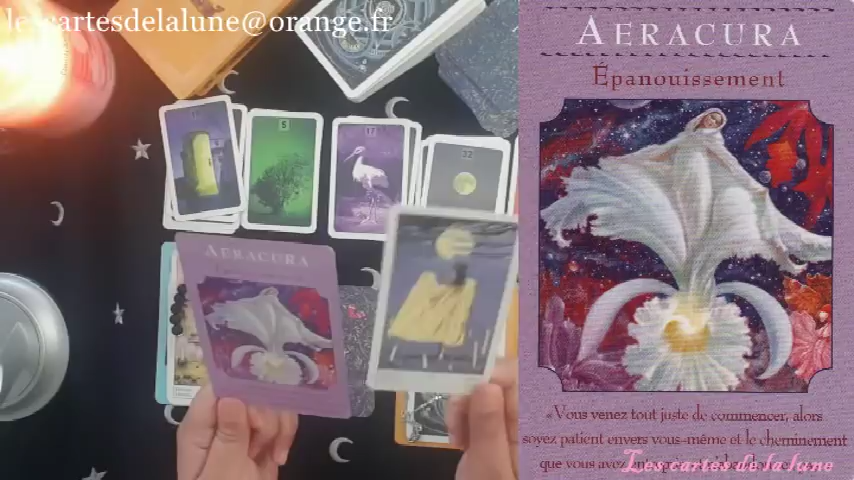 lescartesdelalune@orange.fr
AERACURA
Épanouissement
5
17
32
AERACURA
«Vous venez tout juste de commencer, alors
soyez patient envers vous-même et le cheminement
que vous avez
Les cartes de la lune